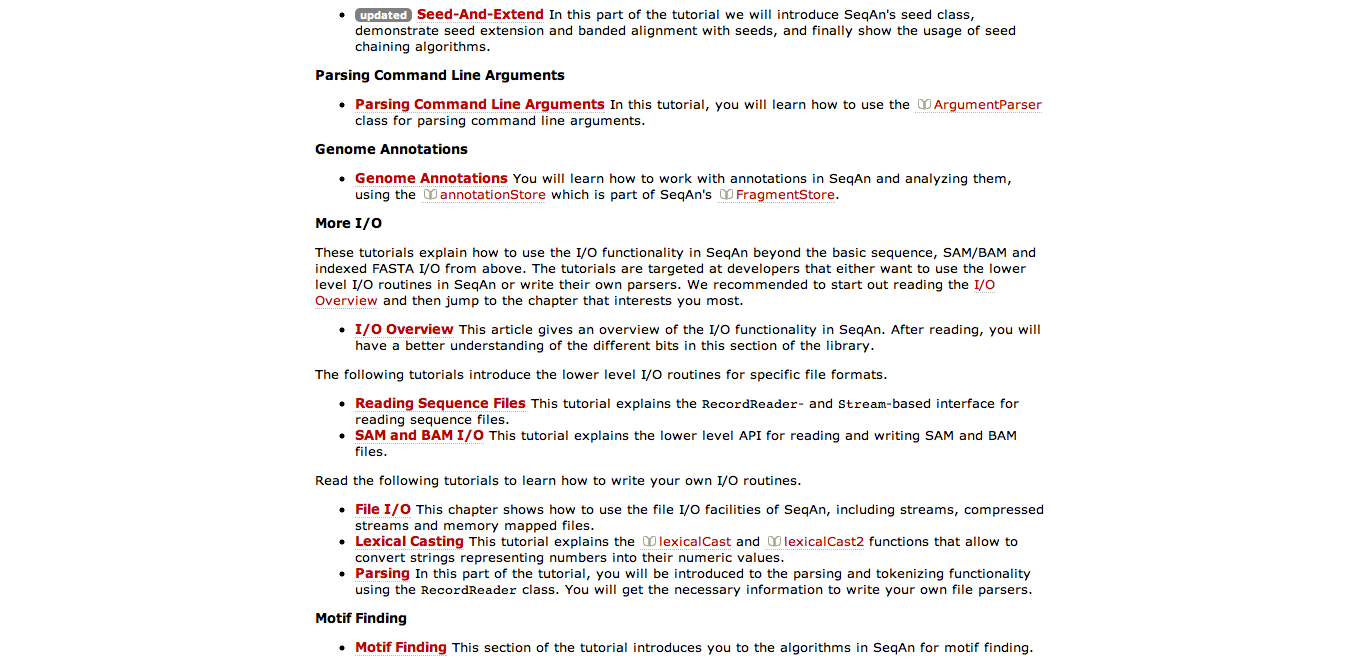 updated Seed-And-Extend In this part of the tutorial we will introduce SeqAn's seed class,
demonstrate seed extension and banded alignment with seeds, and finally show the usage of seed
chaining algorithms.
Parsing Command Line Arguments
Parsing Command Line Arguments In this tutorial, you will learn how to use the ArgumentParser
class for parsing command line arguments.
Genome Annotations
Genome Annotations You will learn how to work with annotations in SeqAn and analyzing them,
using the annotationStore which is part of SeqAn's FragmentStore.
More I/O
These tutorials explain how to use the I/O functionality in SeqAn beyond the basic sequence, SAM/BAM and
indexed FASTA I/O from above. The tutorials are targeted at developers that either want to use the lower
level I/O routines in SeqAn or write their own parsers. We recommended to start out reading the I/O
Overview and then jump to the chapter that interests you most.
I/O Overview This article gives an overview of the I/O functionality in SeqAn. After reading, you will
have a better understanding of the different bits in this section of the library.
The following tutorials introduce the lower level I/O routines for specific file formats.
Reading Sequence Files This tutorial explains the RecordReader- and Stream-based interface for
reading sequence files.
SAM and BAM I/O This tutorial explains the lower level API for reading and writing SAM and BAM
files.
Read the following tutorials to learn how to write your own I/O routines.
File I/O This chapter shows how to use the file I/O facilities of SeqAn, including streams, compressed
streams and memory mapped files.
Lexical Casting This tutorial explains the lexicalCast and lexicalCast2 functions that allow to
convert strings representing numbers into their numeric values.
Parsing In this part of the tutorial, you will be introduced to the parsing and tokenizing functionality
using the RecordReader class. You will get the necessary information to write your own file parsers.
Motif Finding
Motif Finding This section of the tutorial introduces you to the algorithms in SeqAn for motif finding.